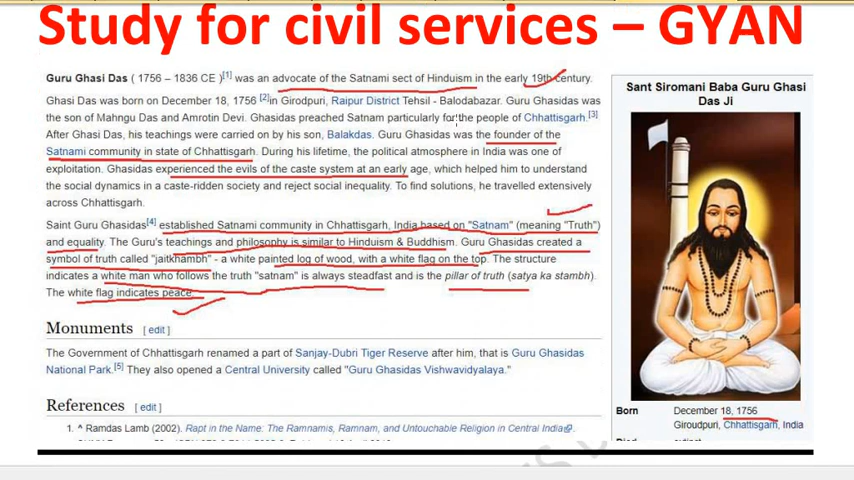 Study for civil services – GYAN
Guru Ghasi Das ( 1756 – 1836 CE )[1] was an advocate of the Satnami sect of Hinduism in the early 19th century.
Ghasi Das was born on December 18, 1756 [2]in Girodpuri, Raipur District Tehsil - Balodabazar. Guru Ghasidas was
the son of Mahngu Das and Amrotin Devi. Ghasidas preached Satnam particularly for the people of Chhattisgarh.[3]
After Ghasi Das, his teachings were carried on by his son, Balakdas. Guru Ghasidas was the founder of the
Satnami community in state of Chhattisgarh. During his lifetime, the political atmosphere in India was one of
exploitation. Ghasidas experienced the evils of the caste system at an early age, which helped him to understand
the social dynamics in a caste-ridden society and reject social inequality. To find solutions, he travelled extensively
across Chhattisgarh.
Saint Guru Ghasidas[4] established Satnami community in Chhattisgarh, India based on "Satnam" (meaning "Truth")
and equality. The Guru's teachings and philosophy is similar to Hinduism & Buddhism. Guru Ghasidas created a
symbol of truth called "jaitkhambh" - a white painted log of wood, with a white flag on the top. The structure
indicates a white man who follows the truth "satnam" is always steadfast and is the pillar of truth (satya ka stambh).
The white flag indicates peace.
Monuments [ edit ]
The Government of Chhattisgarh renamed a part of Sanjay-Dubri Tiger Reserve after him, that is Guru Ghasidas
National Park.[5] They also opened a Central University called "Guru Ghasidas Vishwavidyalaya."
References [ edit ]
1. ^ Ramdas Lamb (2002). Rapt in the Name: The Ramnamis, Ramnam, and Untouchable Religion in Central India.
Sant Siromani Baba Guru Ghasi
Das Ji
Born December 18, 1756
Giroudpuri, Chhattisgarh, India